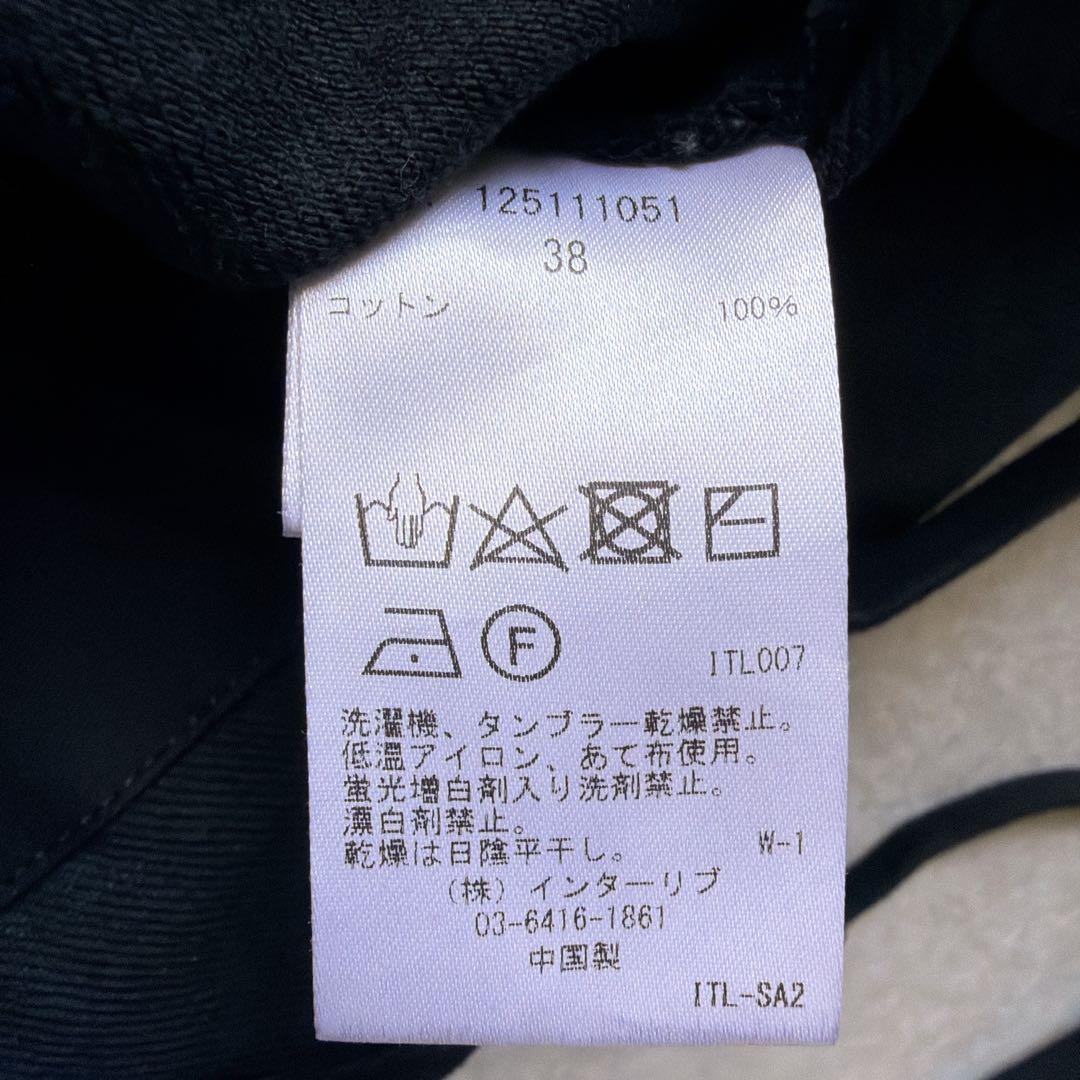 125111051
38
コットン 100%
F
ITL007
洗濯機、タンブラー乾燥禁止。
低温アイロン、あて布使用。
蛍光増白剤入り洗剤禁止。
漂白剤禁止。
乾燥は日陰平干し。 W-1
(株)インターリブ
03-6416-1861
中国製
ITL-SA2